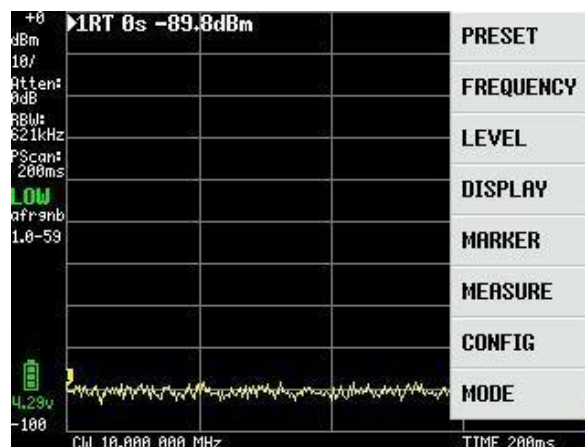 +0
dBm
10/
Atten:
0dB
RBW:
621kHz
PScan:
200ms
LOW
afrgnb
1.0-59
4.29v
-100
1RT 0s -89.8dBm
CW 10.000 000 MHz
TIME 200ms
PRESET
FREQUENCY
LEVEL
DISPLAY
MARKER
MEASURE
CONFIG
MODE